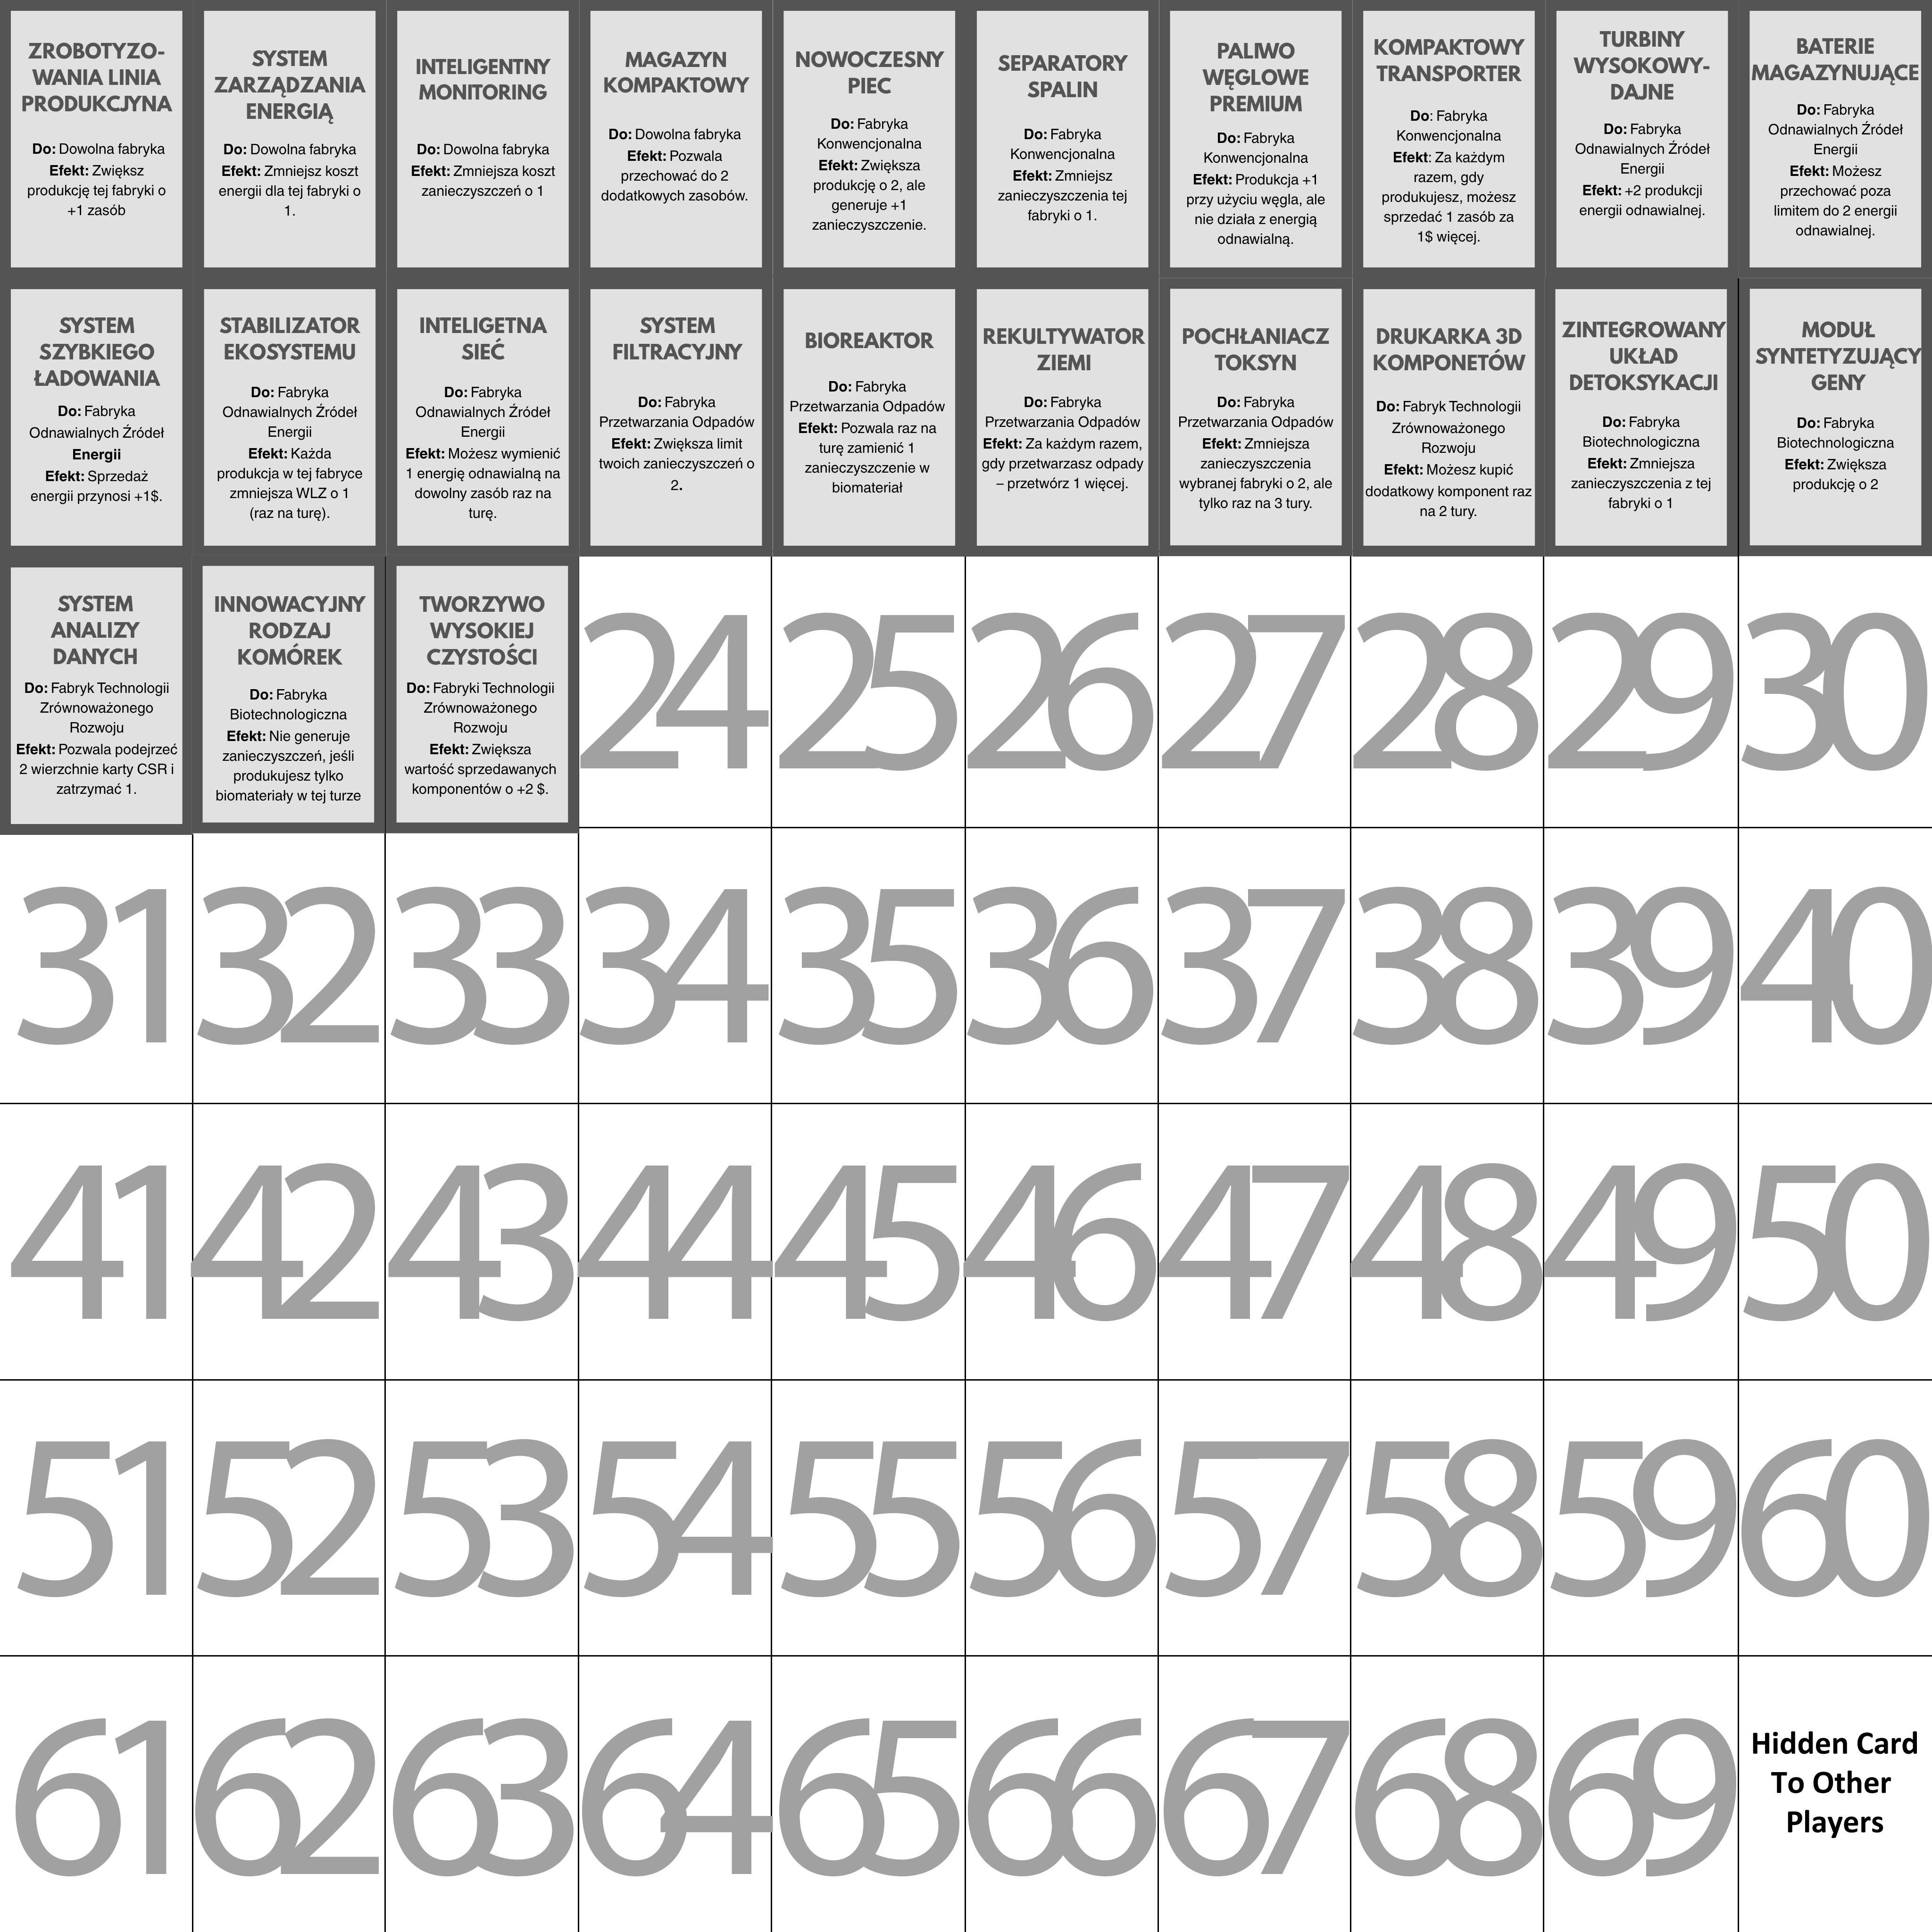 ZROBOTYZO-
WANIA LINIA
PRODUKCJYNA
Do: Dowolna fabryka
Efekt: Zwiększ
produkcję tej fabryki o
+1 zasób
SYSTEM
ZARZĄDZANIA
ENERGIĄ
Do: Dowolna fabryka
Efekt: Zmniejsz koszt
energii dla tej fabryki o
1.
INTELIGENTNY
MONITORING
Do: Dowolna fabryka
Efekt: Zmniejsza koszt
zanieczyszczeń o 1
MAGAZYN
KOMPAKTOWY
Do: Dowolna fabryka
Efekt: Pozwala
przechować do 2
dodatkowych zasobów.
NOWOCZESNY
PIEC
Do: Fabryka
Konwencjonalna
Efekt: Zwiększa
produkcję o 2, ale
generuje +1
zanieczyszczenie.
SEPARATORY
SPALIN
Do: Fabryka
Konwencjonalna
Efekt: Zmniejsz
zanieczyszczenia tej
fabryki o 1.
PALIWO
WĘGLOWE
PREMIUM
Do: Fabryka
Konwencjonalna
Efekt: Produkcja +1
przy użyciu węgla, ale
nie działa z energią
odnawialną.
KOMPAKTOWY
TRANSPORTER
Do: Fabryka
Konwencjonalna
Efekt: Za każdym
razem, gdy
produkujesz, możesz
sprzedać 1 zasób za
1$ więcej.
TURBINY
WYSOKOWY-
DAJNE
Do: Fabryka
Odnawialnych Źródeł
Energii
Efekt: +2 produkcji
energii odnawialnej.
BATERIE
MAGAZYNUJĄCE
Do: Fabryka
Odnawialnych Źródeł
Energii
Efekt: Możesz
przechować poza
limitem do 2 energii
odnawialnej.
SYSTEM
SZYBKIEGO
ŁADOWANIA
Do: Fabryka
Odnawialnych Źródeł
Energii
Efekt: Sprzedaż
energii przynosi +1$.
STABILIZATOR
EKOSYSTEMU
Do: Fabryka
Odnawialnych Źródeł
Energii
Efekt: Każda
produkcja w tej fabryce
zmniejsza WLZ o 1
(raz na turę).
INTELIGETNA
SIEĆ
Do: Fabryka
Odnawialnych Źródeł
Energii
Efekt: Możesz wymienić
1 energię odnawialną na
dowolny zasób raz na
turę.
SYSTEM
FILTRACYJNY
Do: Fabryka
Przetwarzania Odpadów
Efekt: Zwiększa limit
twoich zanieczyszczeń o
2.
BIOREAKTOR
Do: Fabryka
Przetwarzania Odpadów
Efekt: Pozwala raz na
turę zamienić 1
zanieczyszczenie w
biomateriał
REKULTYWATOR
ZIEMI
Do: Fabryka
Przetwarzania Odpadów
Efekt: Za każdym razem,
gdy przetwarzasz odpady
– przetwórz 1 więcej.
POCHŁANIACZ
TOKSYN
Do: Fabryka
Przetwarzania Odpadów
Efekt: Zmniejsza
zanieczyszczenia
wybranej fabryki o 2, ale
tylko raz na 3 tury.
DRUKARKA 3D
KOMPONETÓW
Do: Fabryk Technologii
Zrównoważonego
Rozwoju
Efekt: Możesz kupić
dodatkowy komponent raz
na 2 tury.
ZINTEGROWANY
UKŁAD
DETOKSYKACJI
Do: Fabryka
Biotechnologiczna
Efekt: Zmniejsza
zanieczyszczenia z tej
fabryki o 1
MODUŁ
SYNTETYZUJĄCY
GENY
Do: Fabryka
Biotechnologiczna
Efekt: Zwiększa
produkcję o 2
SYSTEM
ANALIZY
DANYCH
Do: Fabryk Technologii
Zrównoważonego
Rozwoju
Efekt: Pozwala podejrzeć
2 wierzchnie karty CSR i
zatrzymać 1.
INNOWACYJNY
RODZAJ
KOMÓREK
Do: Fabryka
Biotechnologiczna
Efekt: Nie generuje
zanieczyszczeń, jeśli
produkujesz tylko
biomateriały w tej turze
TWORZYWO
WYSOKIEJ
CZYSTOŚCI
Do: Fabryki Technologii
Zrównoważonego
Rozwoju
Efekt: Zwiększa
wartość sprzedawanych
komponentów o +2 $.
24
25
26
27
28
29
30
31
32
33
34
35
36
37
38
39
40
41
42
43
44
45
46
47
48
49
50
51
52
53
54
55
56
57
58
59
60
61
62
63
64
65
66
67
68
69
Hidden Card
To Other
Players